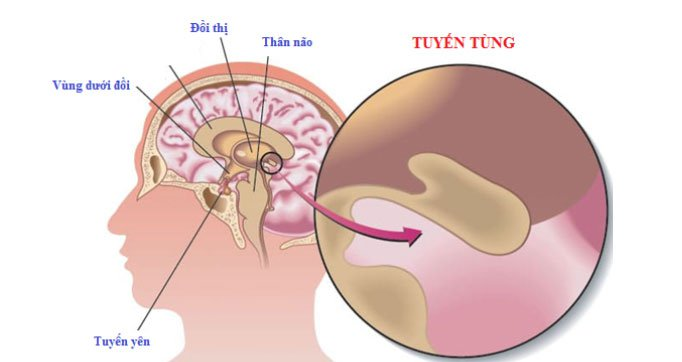 Đồi thị
Thân não
TUYẾN TÙNG
Vùng dưới đồi
Tuyến yên